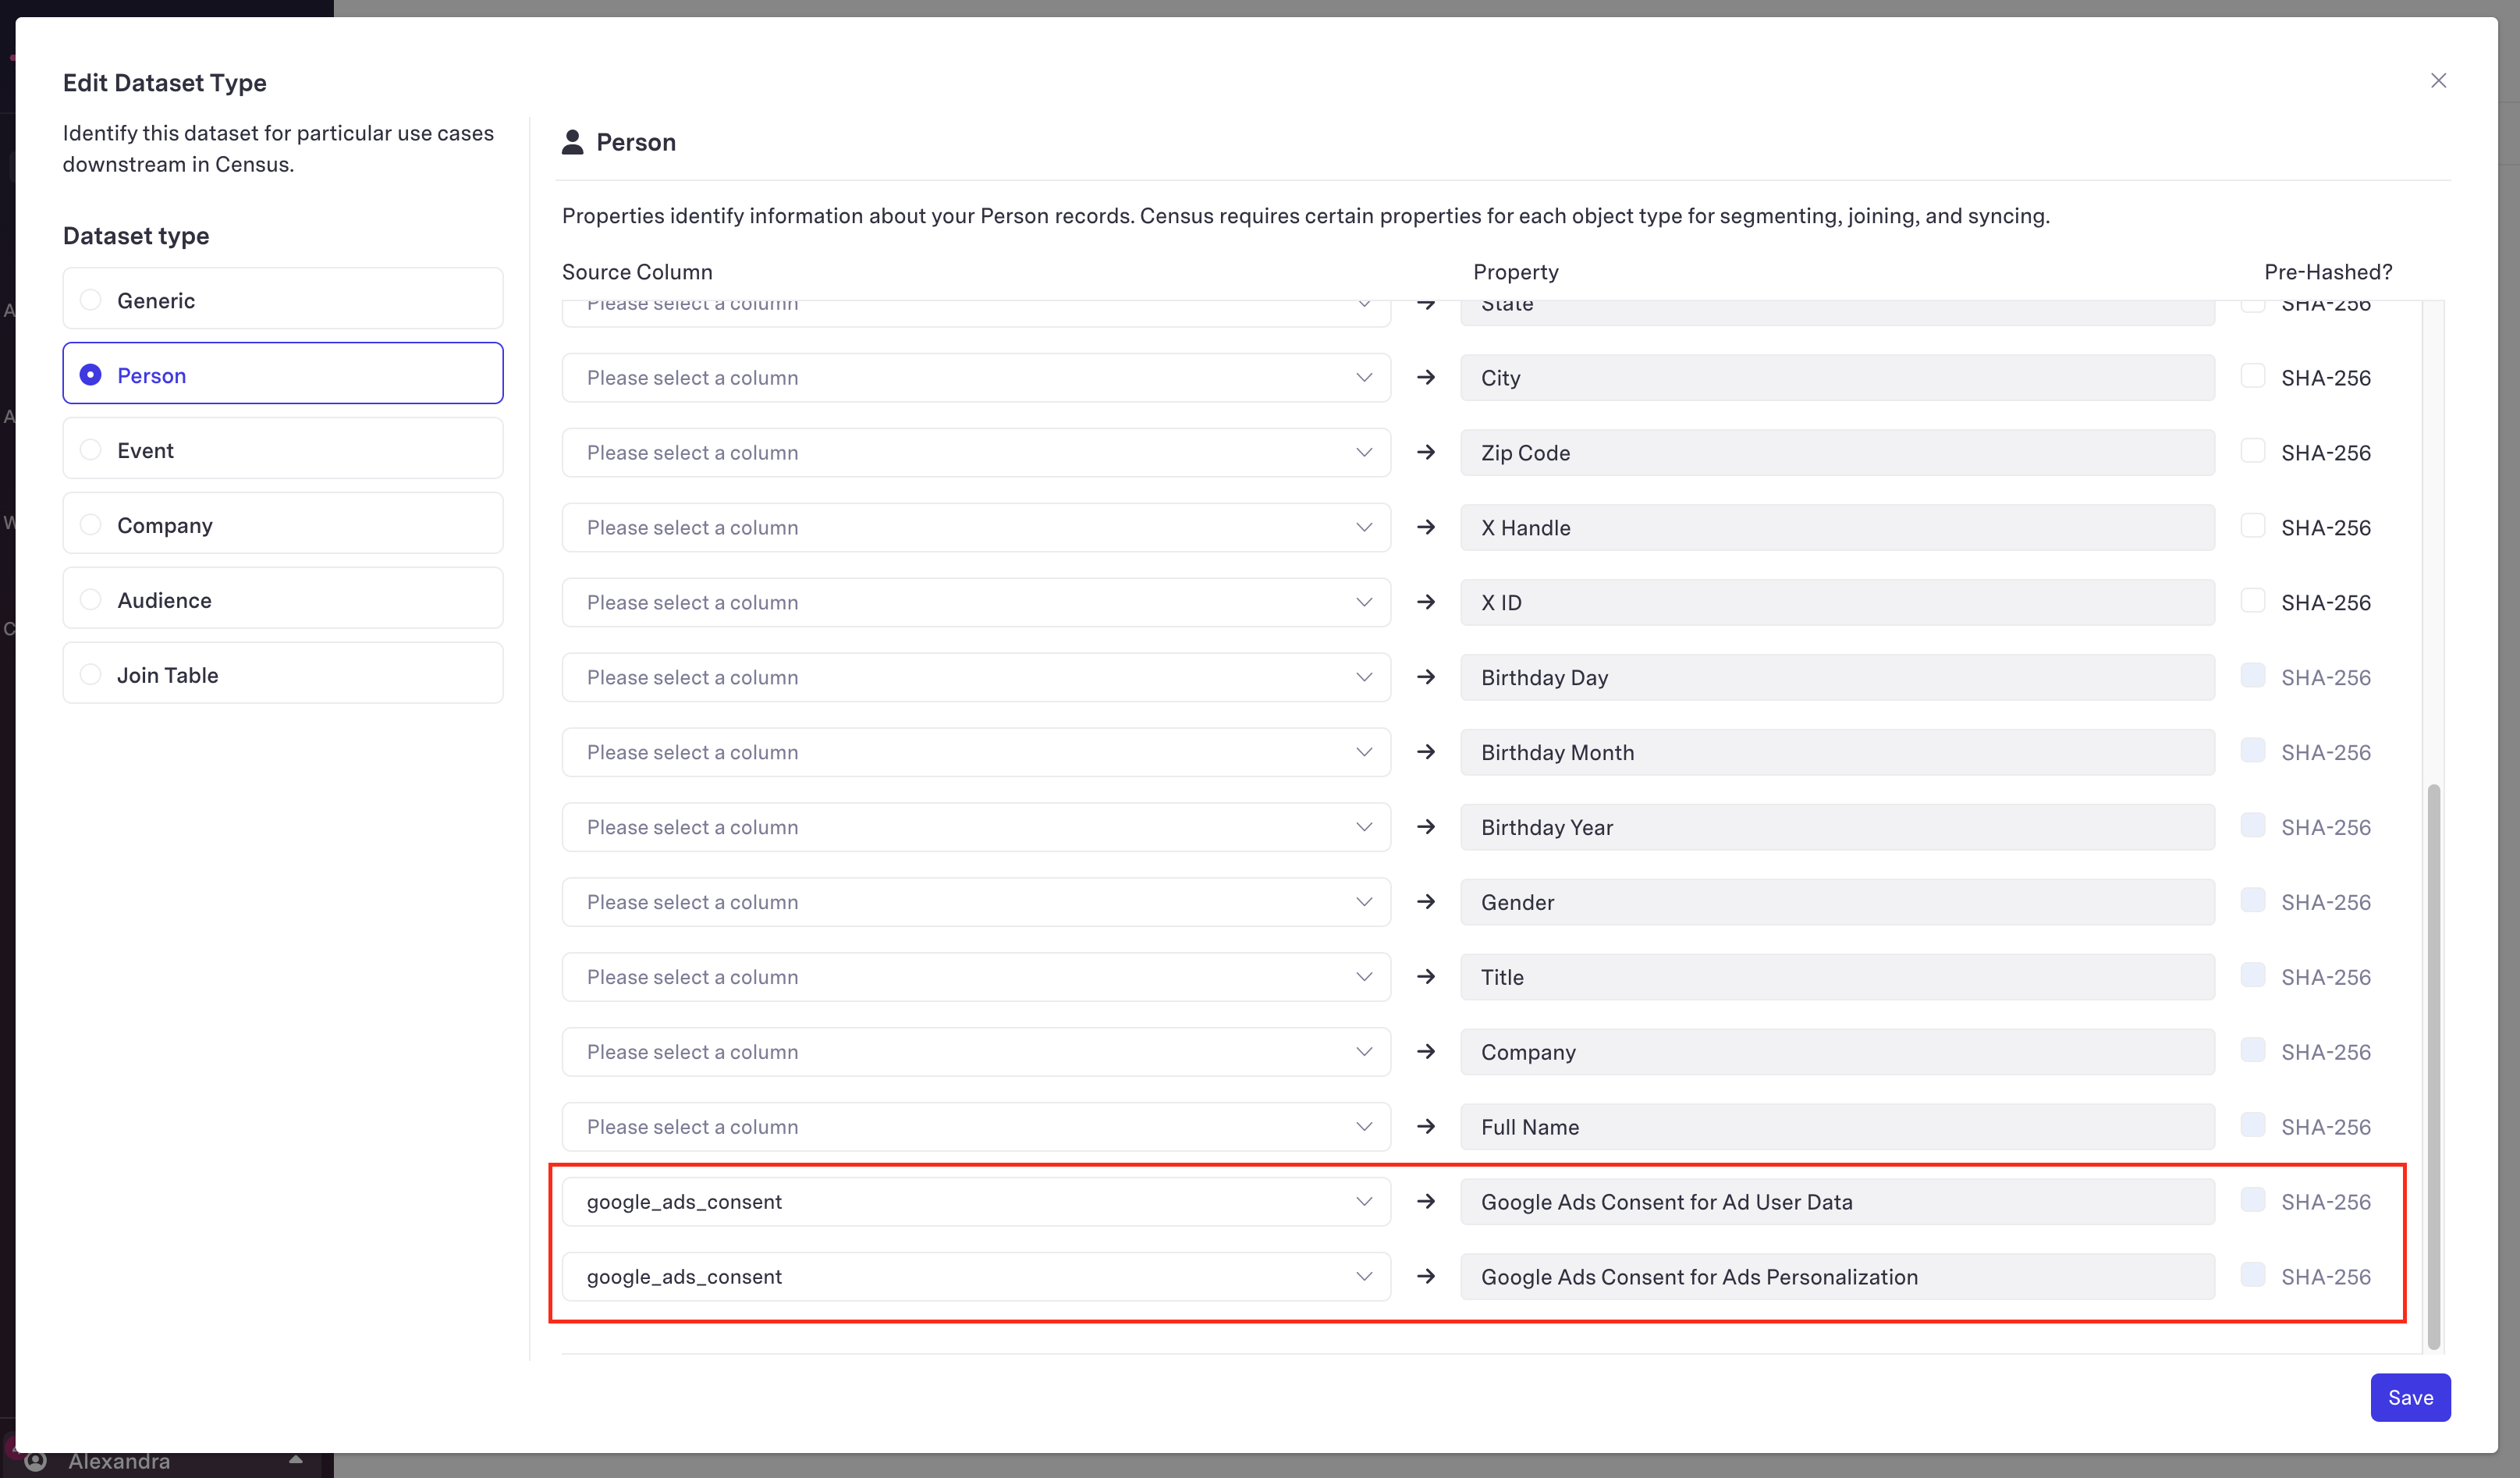 Edit Dataset Type
Identify this dataset for particular use cases
downstream in Census.
Dataset type
Generic
Person
Event
Company
Audience
Join Table
Person
Properties identify information about your Person records. Census requires certain properties for each object type for segmenting, joining, and syncing.
Source Column Property Pre-Hashed?
Please select a column → State SHA-256
Please select a column → City SHA-256
Please select a column → Zip Code SHA-256
Please select a column → X Handle SHA-256
Please select a column → X ID SHA-256
Please select a column → Birthday Day SHA-256
Please select a column → Birthday Month SHA-256
Please select a column → Birthday Year SHA-256
Please select a column → Gender SHA-256
Please select a column → Title SHA-256
Please select a column → Company SHA-256
Please select a column → Full Name SHA-256
google_ads_consent → Google Ads Consent for Ad User Data SHA-256
google_ads_consent → Google Ads Consent for Ads Personalization SHA-256
Save
Alexandra